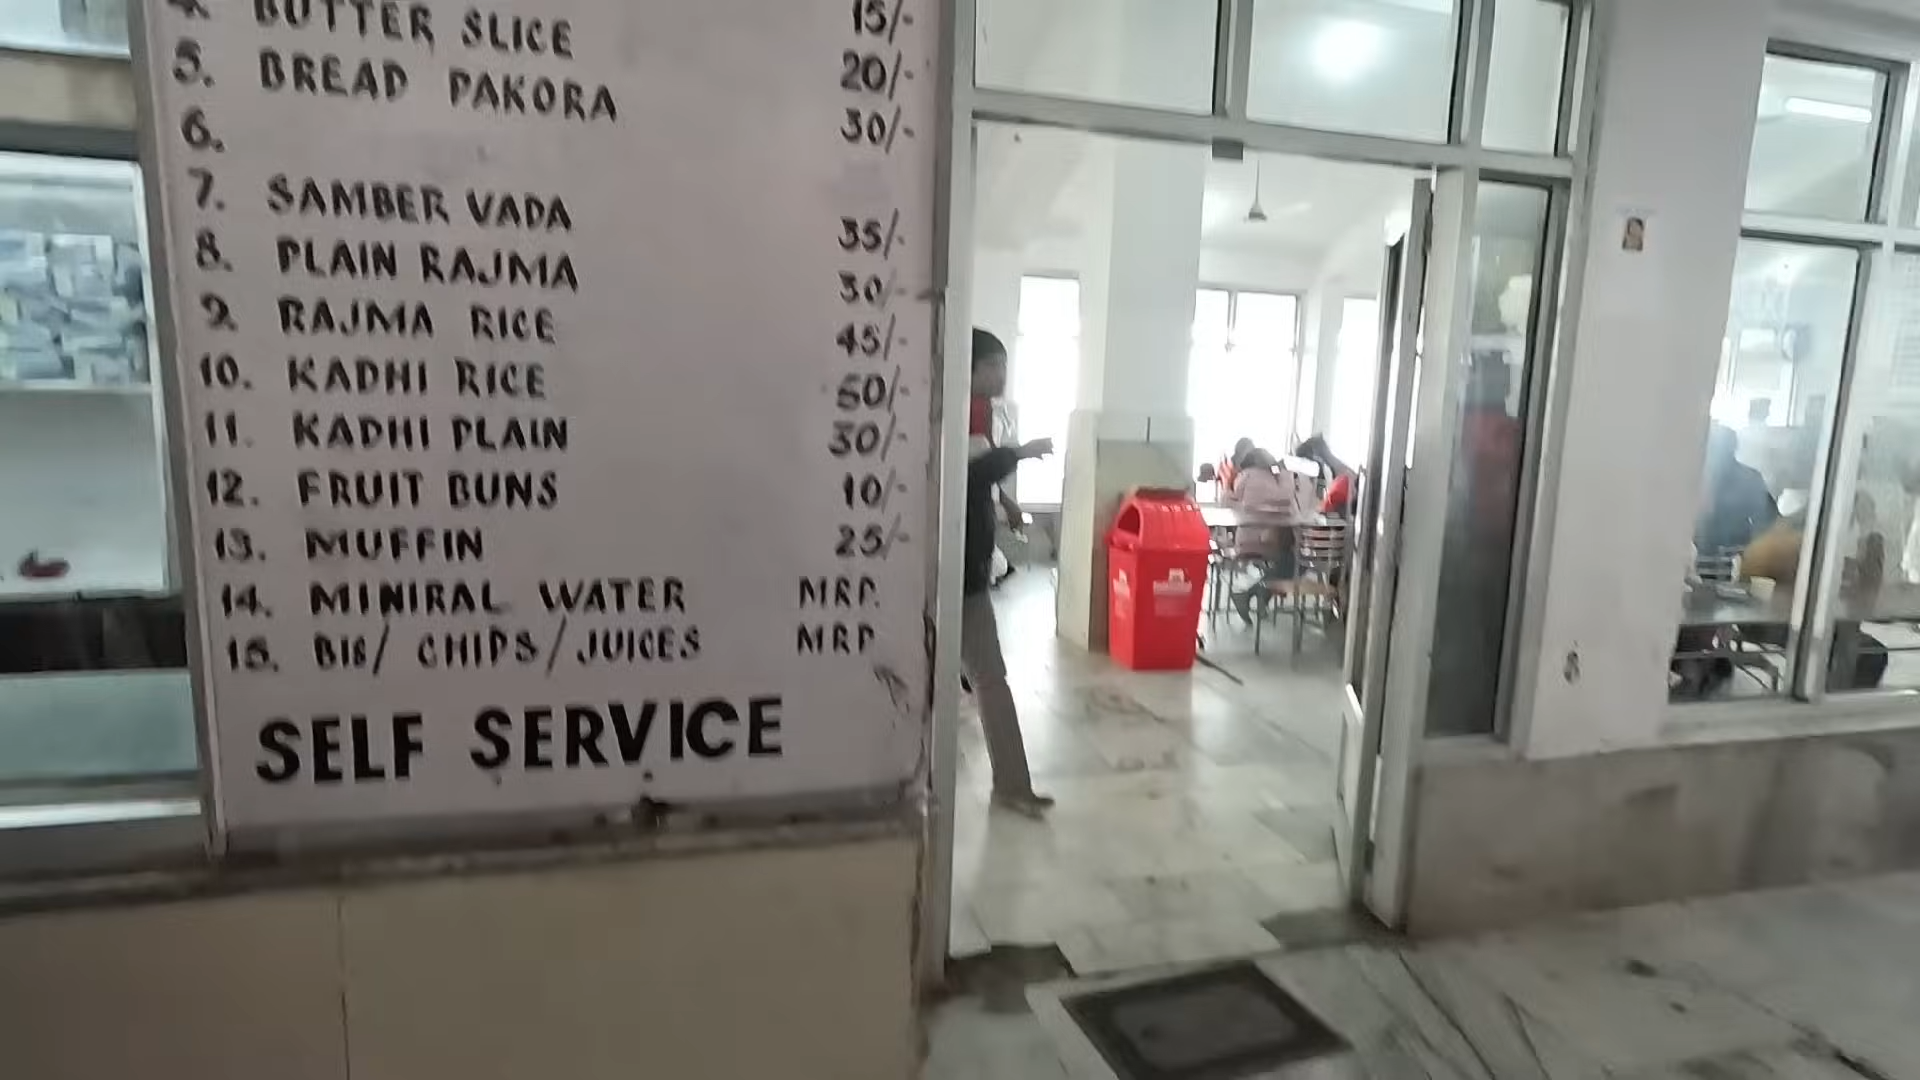 4. BUTTER SLICE 15/-
5. BREAD PAKORA 20/-
6. 30/-
7. SAMBER VADA 35/-
8. PLAIN RAJMA 30/-
9. RAJMA RICE 45/-
10. KADHI RICE 50/-
11. KADHI PLAIN 30/-
12. FRUIT BUNS 10/-
13. MUFFIN 25/-
14. MINIRAL WATER MRP.
15. BIS/ CHIPS/JUICES MRP
SELF SERVICE